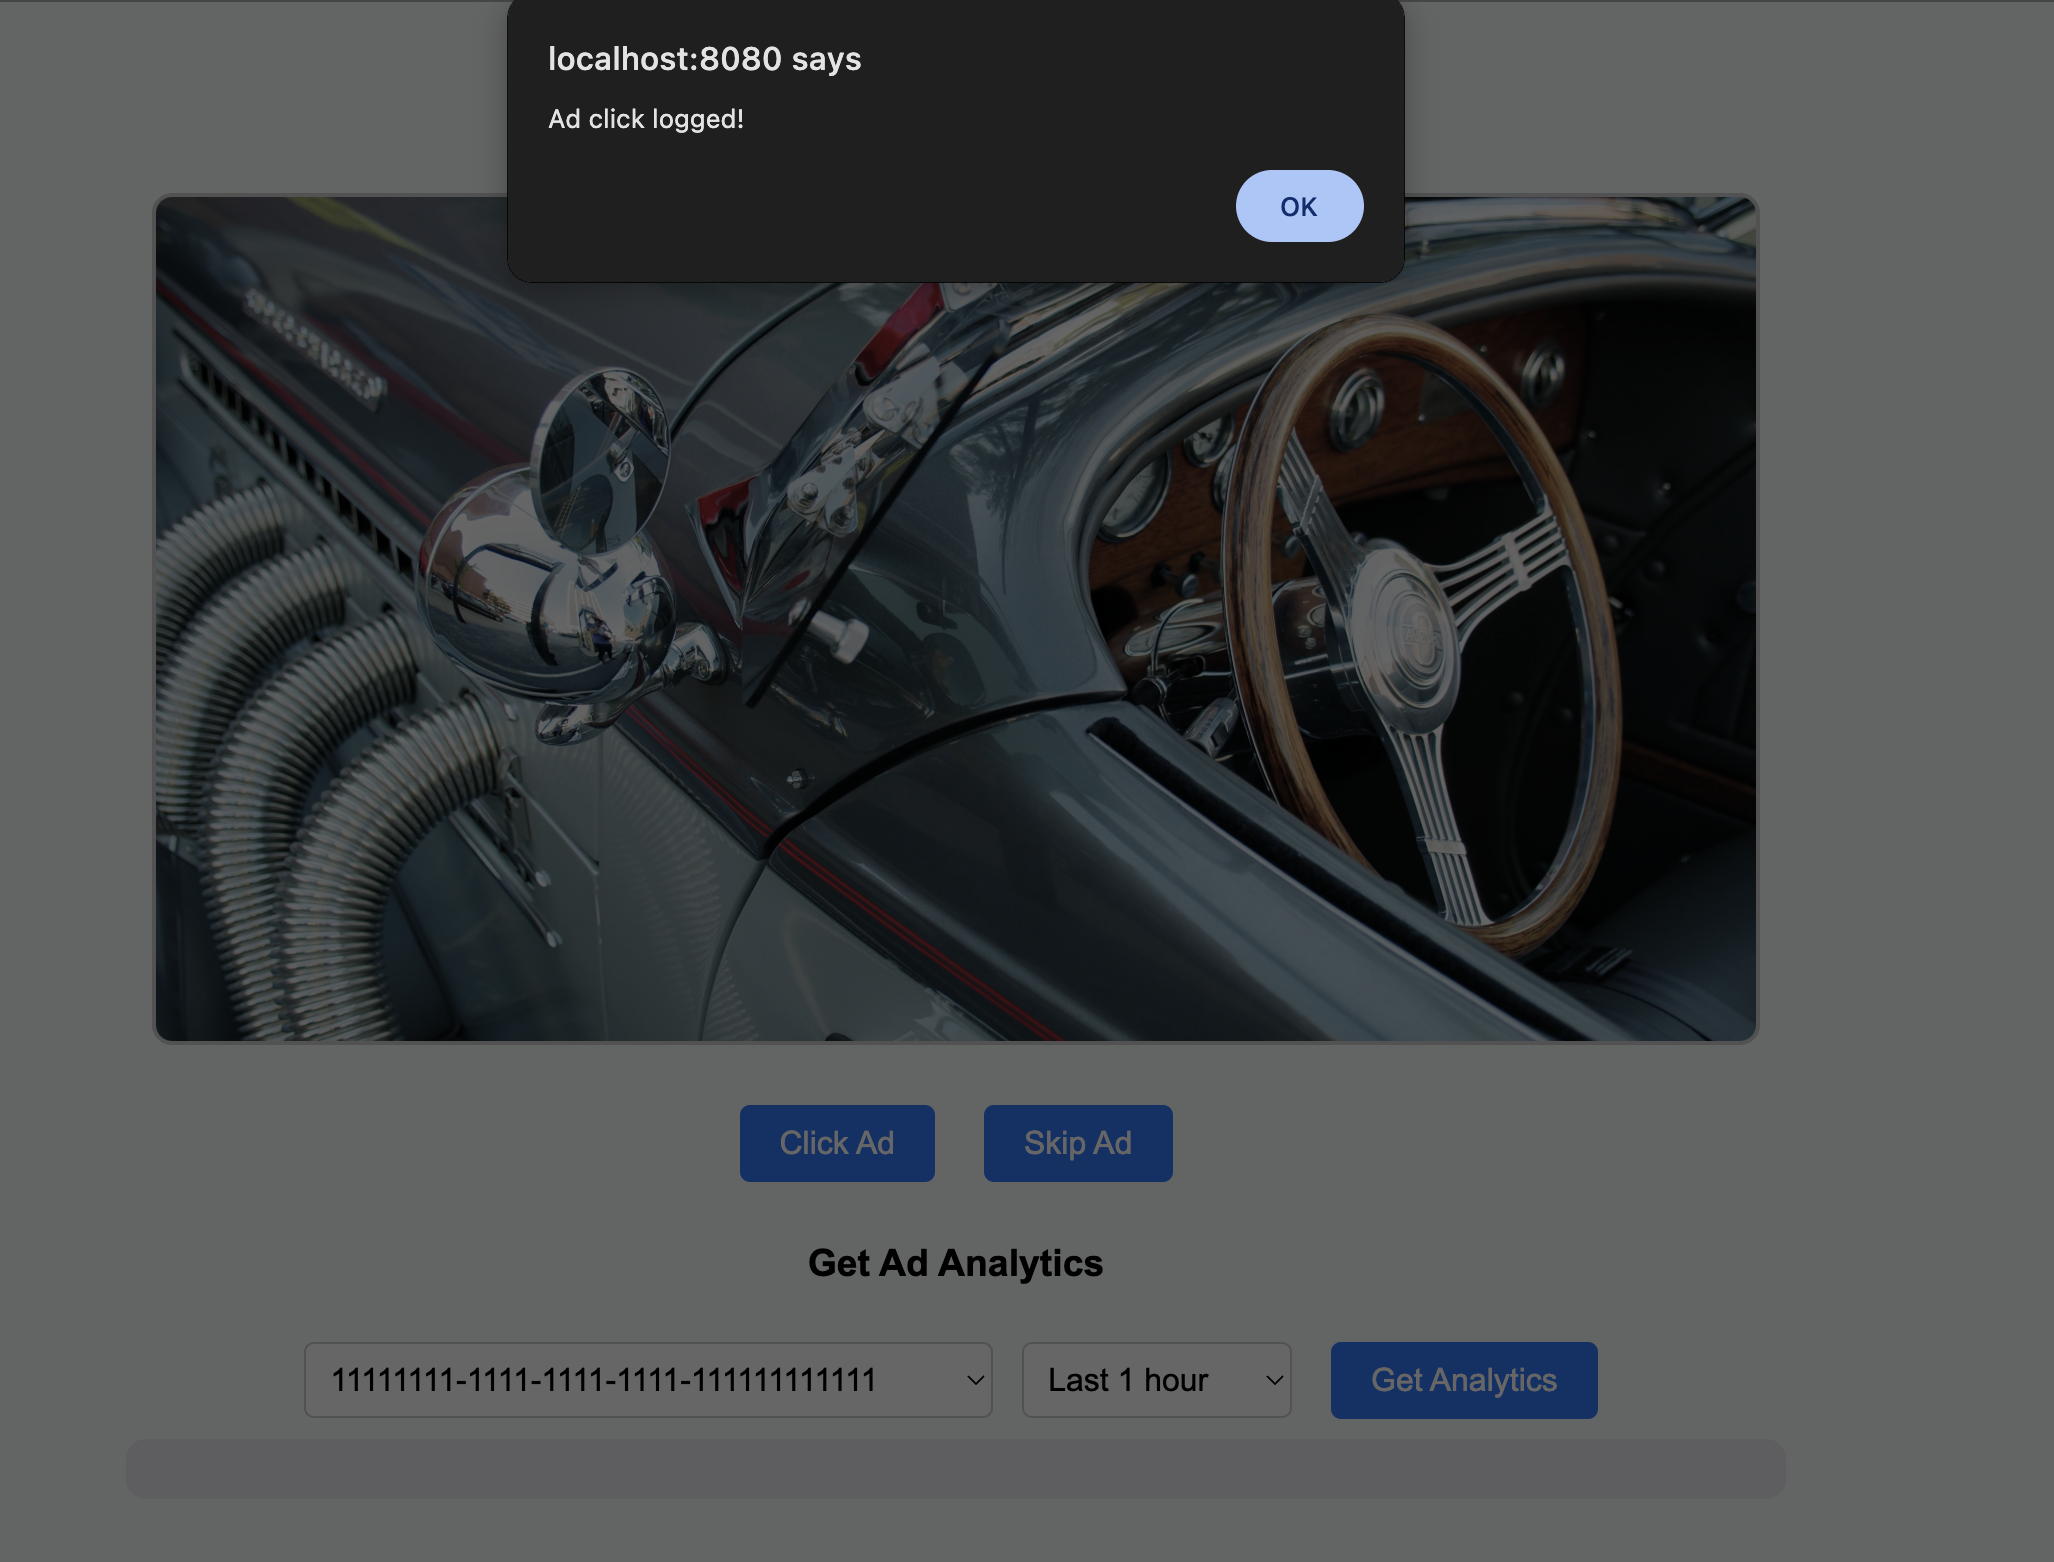 localhost:8080 says
Ad click logged!
OK
Click Ad
Skip Ad
Get Ad Analytics
11111111-1111-1111-1111-111111111111
Last 1 hour
Get Analytics